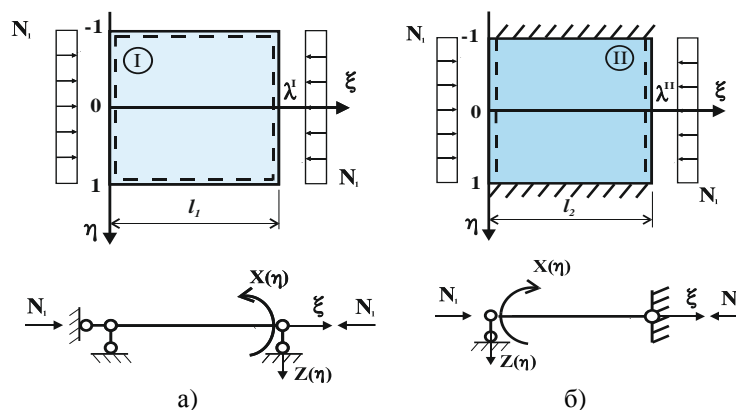 N₁ -1 I λᴵ ξ
0
1 N₁
l₁
η
X(η)
N₁ ξ N₁
Z(η)
а)
N₁ -1 II λᴵᴵ ξ
0
1 N₁
l₂
η
X(η)
N₁ ξ N
Z(η)
б)